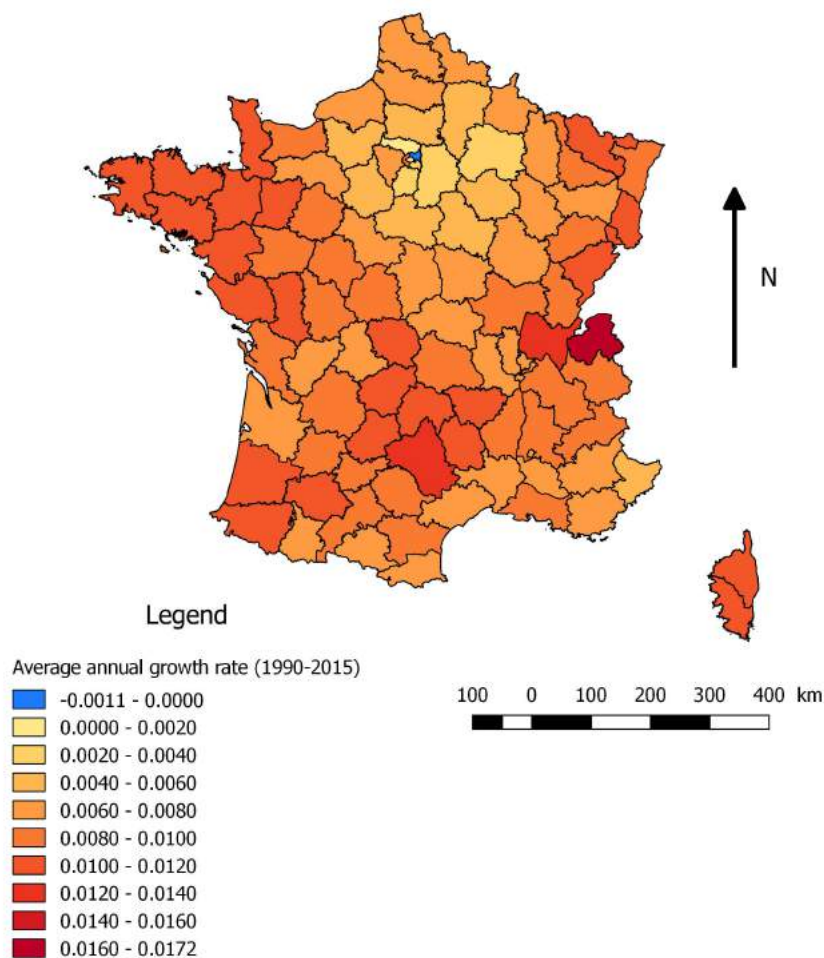 N
Legend
Average annual growth rate (1990-2015)
-0.0011 - 0.0000
0.0000 - 0.0020
0.0020 - 0.0040
0.0040 - 0.0060
0.0060 - 0.0080
0.0080 - 0.0100
0.0100 - 0.0120
0.0120 - 0.0140
0.0140 - 0.0160
0.0160 - 0.0172
100 0 100 200 300 400 km